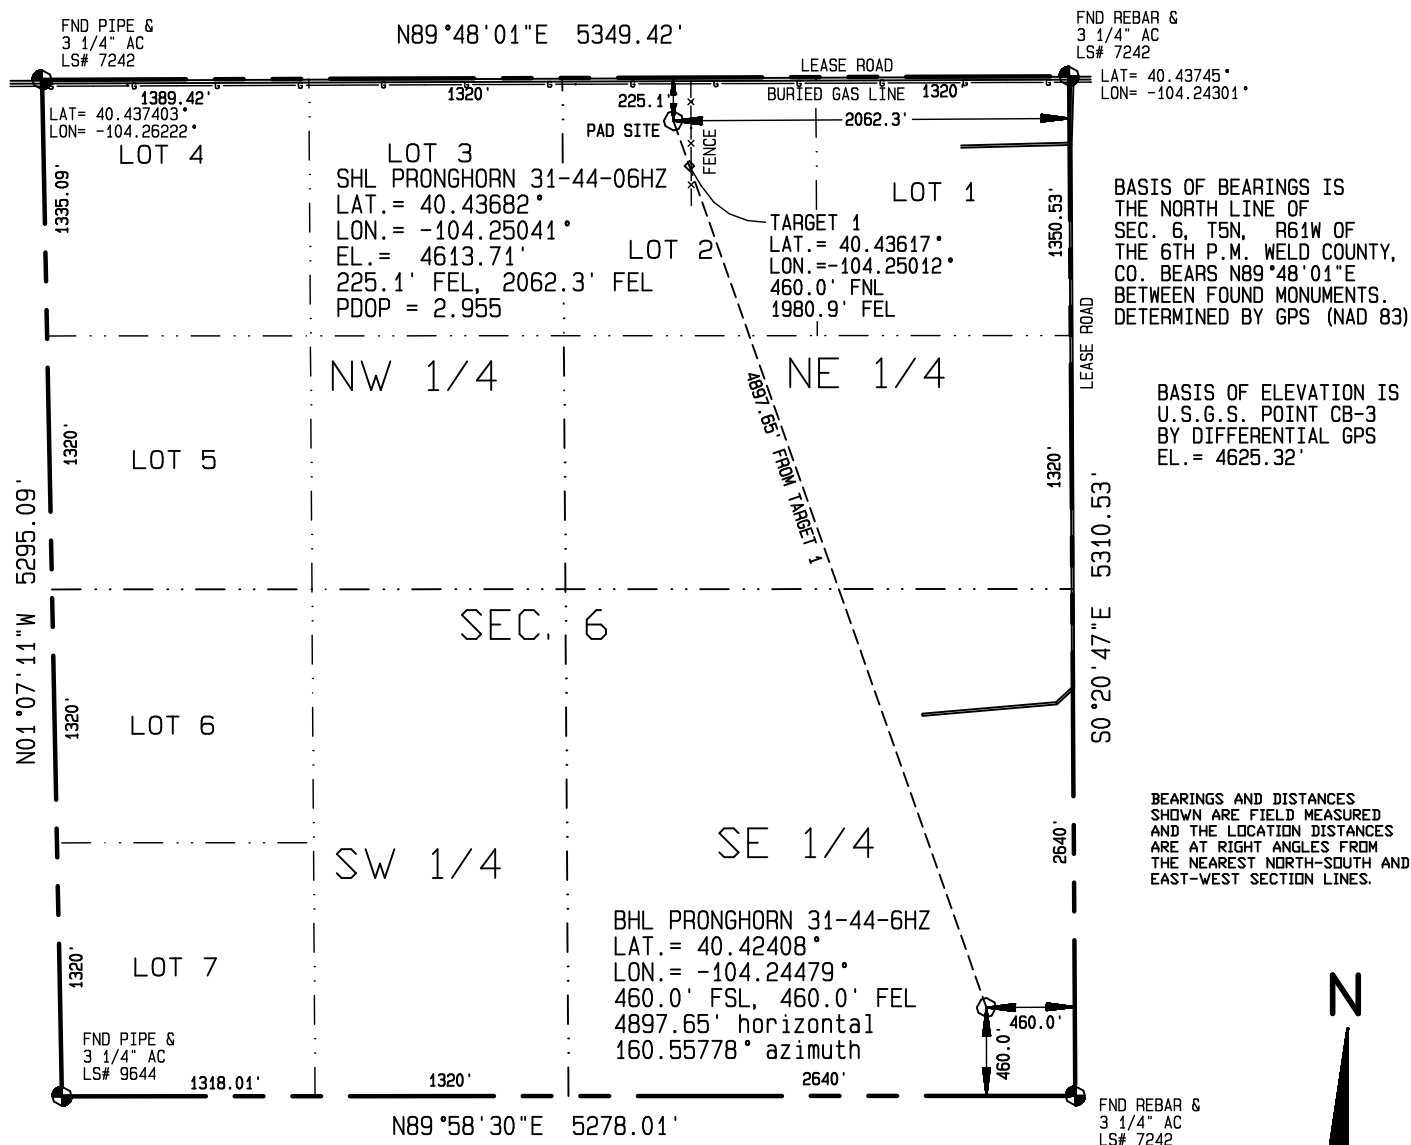 FND PIPE &
3 1/4" AC
LS# 7242
N89°48'01"E 5349.42'
FND REBAR &
3 1/4" AC
LS# 7242
LEASE ROAD
LAT= 40.43745°
LON= -104.24301°
1389.42'
1320'
BURIED GAS LINE
1320'
LAT= 40.437403°
LON= -104.26222°
225.1'
2062.3'
PAD SITE
FENCE
LOT 4
LOT 3
SHL PRONGHORN 31-44-06HZ
LAT.= 40.43682°
LON.= -104.25041°
EL.= 4613.71'
225.1' FEL, 2062.3' FEL
PDOP = 2.955
LOT 2
LOT 1
TARGET 1
LAT.= 40.43617°
LON.=-104.25012°
460.0' FNL
1980.9' FEL
1335.09'
1350.53'
LEASE ROAD
BASIS OF BEARINGS IS
THE NORTH LINE OF
SEC. 6, T5N, R61W OF
THE 6TH P.M. WELD COUNTY,
CO. BEARS N89°48'01"E
BETWEEN FOUND MONUMENTS.
DETERMINED BY GPS (NAD 83)
NW 1/4
NE 1/4
BASIS OF ELEVATION IS
U.S.G.S. POINT CB-3
BY DIFFERENTIAL GPS
EL.= 4625.32'
4897.65' FROM TARGET 1
1320'
LOT 5
1320'
N01°07'11"W 5295.09'
S0°20'47"E 5310.53'
SEC. 6
1320'
LOT 6
BEARINGS AND DISTANCES
SHOWN ARE FIELD MEASURED
AND THE LOCATION DISTANCES
ARE AT RIGHT ANGLES FROM
THE NEAREST NORTH-SOUTH AND
EAST-WEST SECTION LINES.
SW 1/4
SE 1/4
2640'
BHL PRONGHORN 31-44-6HZ
LAT.= 40.42408°
LON.= -104.24479°
460.0' FSL, 460.0' FEL
4897.65' horizontal
160.55778° azimuth
1320'
LOT 7
N
460.0'
460.0'
FND PIPE &
3 1/4" AC
LS# 9644
1318.01'
1320'
2640'
N89°58'30"E 5278.01'
FND REBAR &
3 1/4" AC
LS# 7242